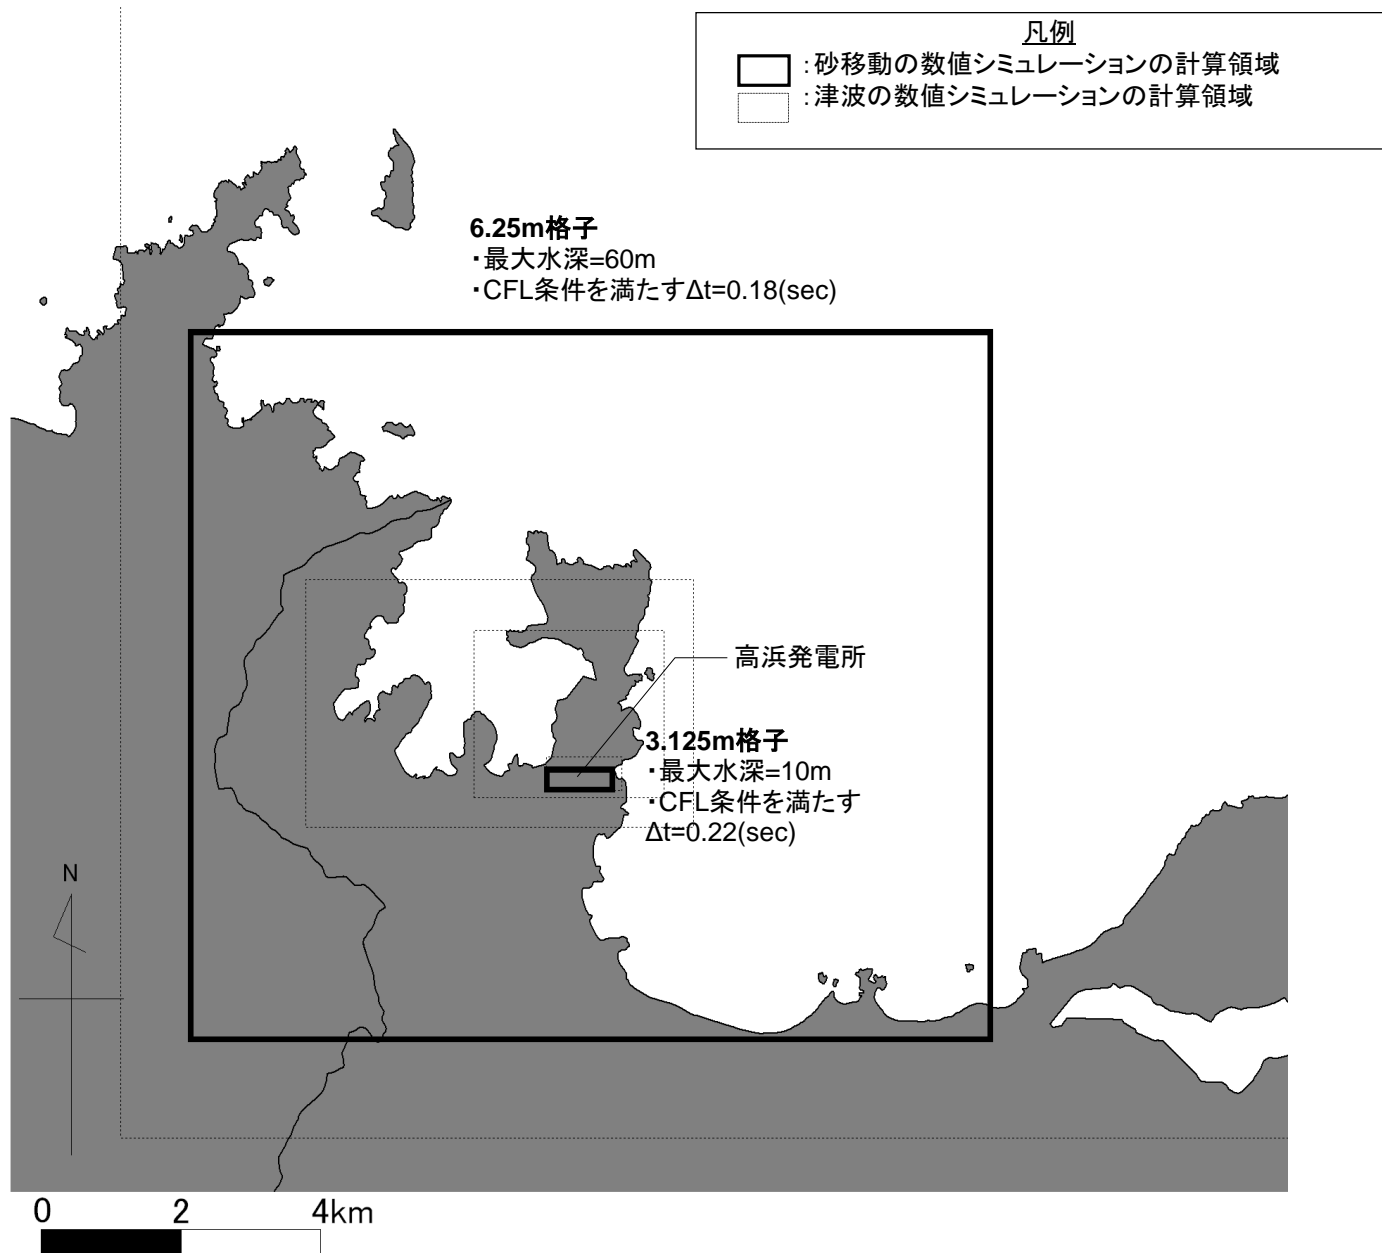 凡例
:砂移動の数値シミュレーションの計算領域
:津波の数値シミュレーションの計算領域
6.25m格子
・最大水深=60m
・CFL条件を満たすΔt=0.18(sec)
高浜発電所
3.125m格子
・最大水深=10m
・CFL条件を満たす
Δt=0.22(sec)
N
0 2 4km